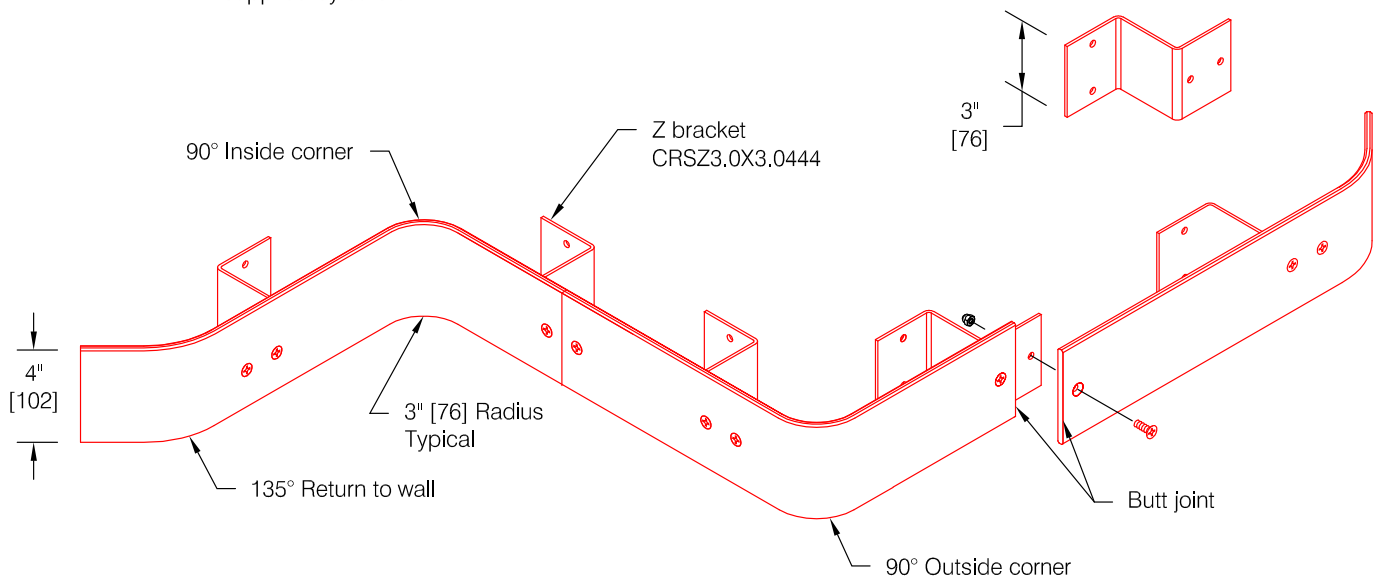 3"
[76]
Z bracket
CRSZ3.0X3.0444
90° Inside corner
4"
[102]
3" [76] Radius
Typical
135° Return to wall
Butt joint
90° Outside corner